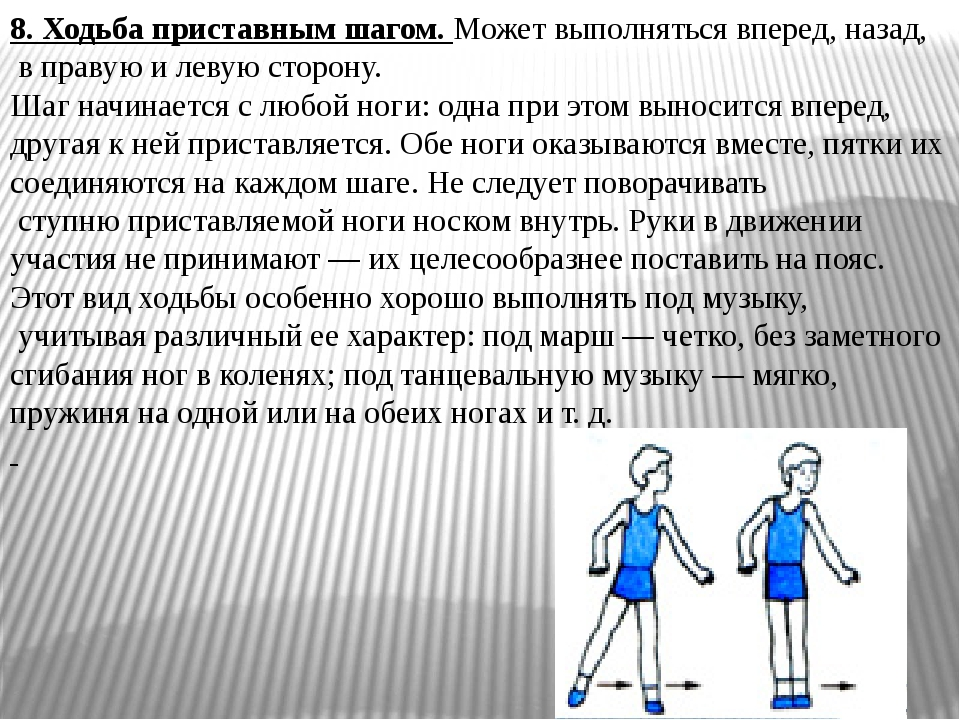 8. Ходьба приставным шагом. Может выполняться вперед, назад,
в правую и левую сторону.
Шаг начинается с любой ноги: одна при этом выносится вперед,
другая к ней приставляется. Обе ноги оказываются вместе, пятки их
соединяются на каждом шаге. Не следует поворачивать
ступню приставляемой ноги носком внутрь. Руки в движении
участия не принимают — их целесообразнее поставить на пояс.
Этот вид ходьбы особенно хорошо выполнять под музыку,
учитывая различный ее характер: под марш — четко, без заметного
сгибания ног в коленях; под танцевальную музыку — мягко,
пружиня на одной или на обеих ногах и т. д.